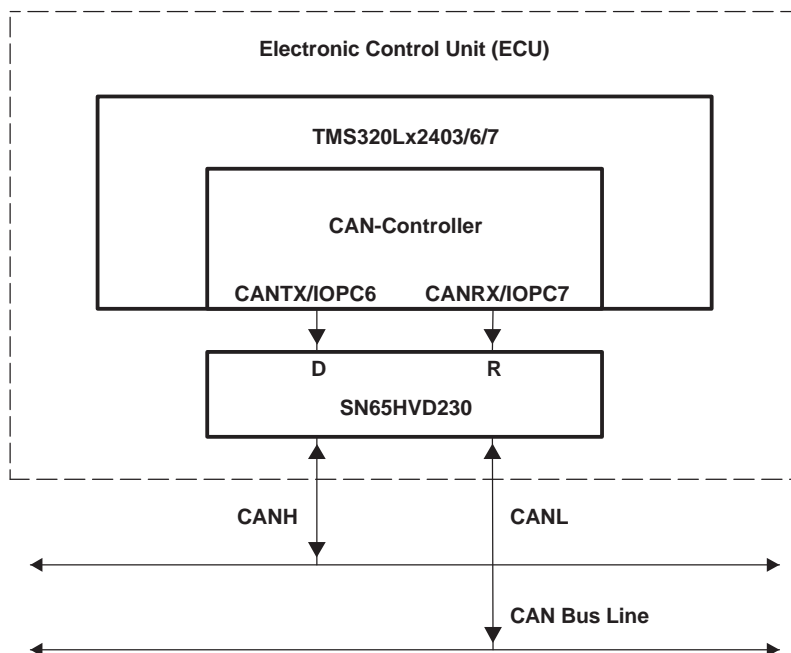 Electronic Control Unit (ECU)
TMS320Lx2403/6/7
CAN-Controller
CANTX/IOPC6 CANRX/IOPC7
D R
SN65HVD230
CANH CANL
CAN Bus Line